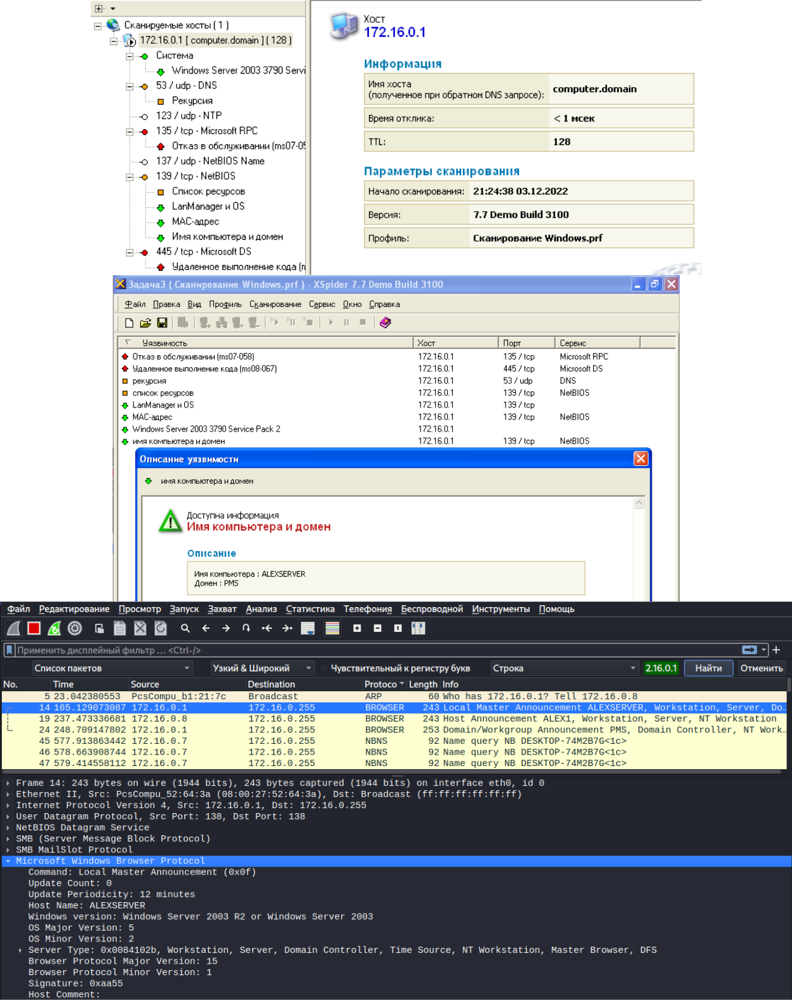 Сканируемые хосты ( 1 )
172.16.0.1 [ computer.domain ] ( 128 )
Система
Windows Server 2003 3790 Servi
53 / udp - DNS
Рекурсия
123 / udp - NTP
135 / tcp - Microsoft RPC
Отказ в обслуживании (ms07-05
137 / udp - NetBIOS Name
139 / tcp - NetBIOS
Список ресурсов
LanManager и OS
MAC-адрес
Имя компьютера и домен
445 / tcp - Microsoft DS
Удаленное выполнение кода (m
Хост
172.16.0.1
Информация
Имя хоста
(полученное при обратном DNS запросе): computer.domain
Время отклика: < 1 мсек
TTL: 128
Параметры сканирования
Начало сканирования: 21:24:38 03.12.2022
Версия: 7.7 Demo Build 3100
Профиль: Сканирование Windows.prf
Задача3 ( Сканирование Windows.prf ) - XSpider 7.7 Demo Build 3100
Файл Правка Вид Профиль Сканирование Сервис Окно Справка
Уязвимость Хост Порт Сервис
Отказ в обслуживании (ms07-058) 172.16.0.1 135 / tcp Microsoft RPC
Удаленное выполнение кода (ms08-067) 172.16.0.1 445 / tcp Microsoft DS
рекурсия 172.16.0.1 53 / udp DNS
список ресурсов 172.16.0.1 139 / tcp NetBIOS
LanManager и OS 172.16.0.1 139 / tcp
MAC-адрес 172.16.0.1 139 / tcp NetBIOS
Windows Server 2003 3790 Service Pack 2 172.16.0.1
имя компьютера и домен 172.16.0.1 139 / tcp NetBIOS
Описание уязвимости
имя компьютера и домен
Доступна информация
Имя компьютера и домен
Описание
Имя компьютера : ALEXSERVER
Домен : PMS
Файл Редактирование Просмотр Запуск Захват Анализ Статистика Телефония Беспроводной Инструменты Помощь
Применить дисплейный фильтр ... <Ctrl-/>
Список пакетов Узкий & Широкий Чувствительный к регистру букв Строка 2.16.0.1 Найти Отменить
No. Time Source Destination Protoco Length Info
5 23.042380553 PcsCompu_b1:21:7c Broadcast ARP 60 Who has 172.16.0.1? Tell 172.16.0.8
14 165.129073087 172.16.0.1 172.16.0.255 BROWSER 243 Local Master Announcement ALEXSERVER, Workstation, Server, Do…
19 237.473336681 172.16.0.8 172.16.0.255 BROWSER 243 Host Announcement ALEX1, Workstation, Server, NT Workstation
24 248.709147802 172.16.0.1 172.16.0.255 BROWSER 253 Domain/Workgroup Announcement PMS, Domain Controller, NT Work…
45 577.913863442 172.16.0.7 172.16.0.255 NBNS 92 Name query NB DESKTOP-74M2B7G<1c>
46 578.663908744 172.16.0.7 172.16.0.255 NBNS 92 Name query NB DESKTOP-74M2B7G<1c>
47 579.414558112 172.16.0.7 172.16.0.255 NBNS 92 Name query NB DESKTOP-74M2B7G<1c>
Frame 14: 243 bytes on wire (1944 bits), 243 bytes captured (1944 bits) on interface eth0, id 0
Ethernet II, Src: PcsCompu_52:64:3a (08:00:27:52:64:3a), Dst: Broadcast (ff:ff:ff:ff:ff:ff)
Internet Protocol Version 4, Src: 172.16.0.1, Dst: 172.16.0.255
User Datagram Protocol, Src Port: 138, Dst Port: 138
NetBIOS Datagram Service
SMB (Server Message Block Protocol)
SMB MailSlot Protocol
Microsoft Windows Browser Protocol
Command: Local Master Announcement (0x0f)
Update Count: 0
Update Periodicity: 12 minutes
Host Name: ALEXSERVER
Windows version: Windows Server 2003 R2 or Windows Server 2003
OS Major Version: 5
OS Minor Version: 2
Server Type: 0x0084102b, Workstation, Server, Domain Controller, Time Source, NT Workstation, Master Browser, DFS
Browser Protocol Major Version: 15
Browser Protocol Minor Version: 1
Signature: 0xaa55
Host Comment: